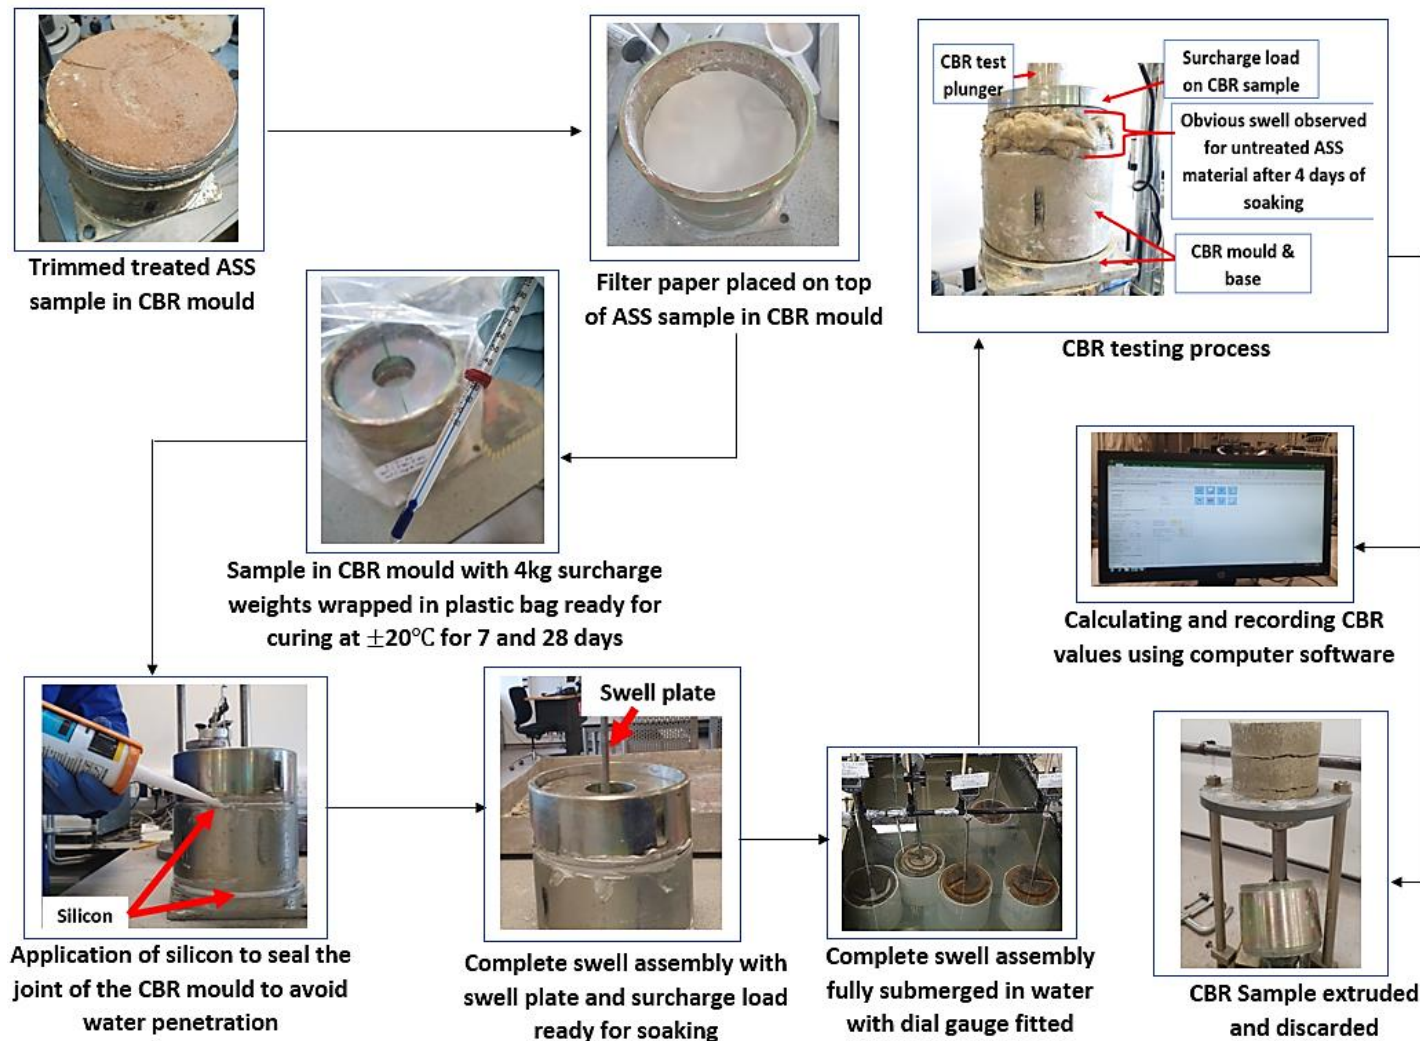 Trimmed treated ASS
sample in CBR mould
Filter paper placed on top
of ASS sample in CBR mould
Sample in CBR mould with 4kg surcharge
weights wrapped in plastic bag ready for
curing at ±20℃ for 7 and 28 days
Silicon
Application of silicon to seal the
joint of the CBR mould to avoid
water penetration
Swell plate
Complete swell assembly with
swell plate and surcharge load
ready for soaking
Complete swell assembly
fully submerged in water
with dial gauge fitted
CBR test
plunger
Surcharge load
on CBR sample
Obvious swell observed
for untreated ASS
material after 4 days of
soaking
CBR mould &
base
CBR testing process
Calculating and recording CBR
values using computer software
CBR Sample extruded
and discarded